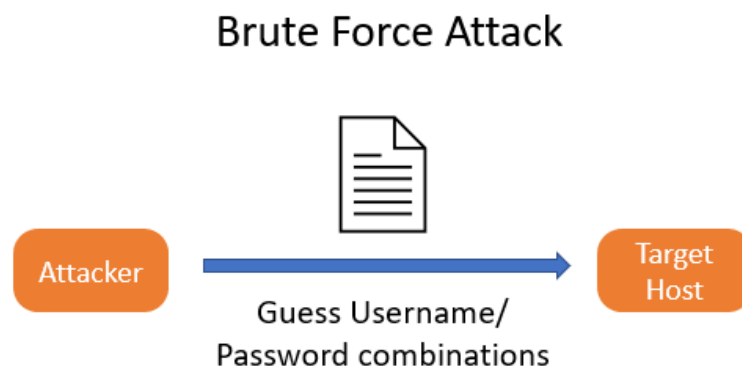 Brute Force Attack
Attacker
Target
Host
Guess Username/
Password combinations